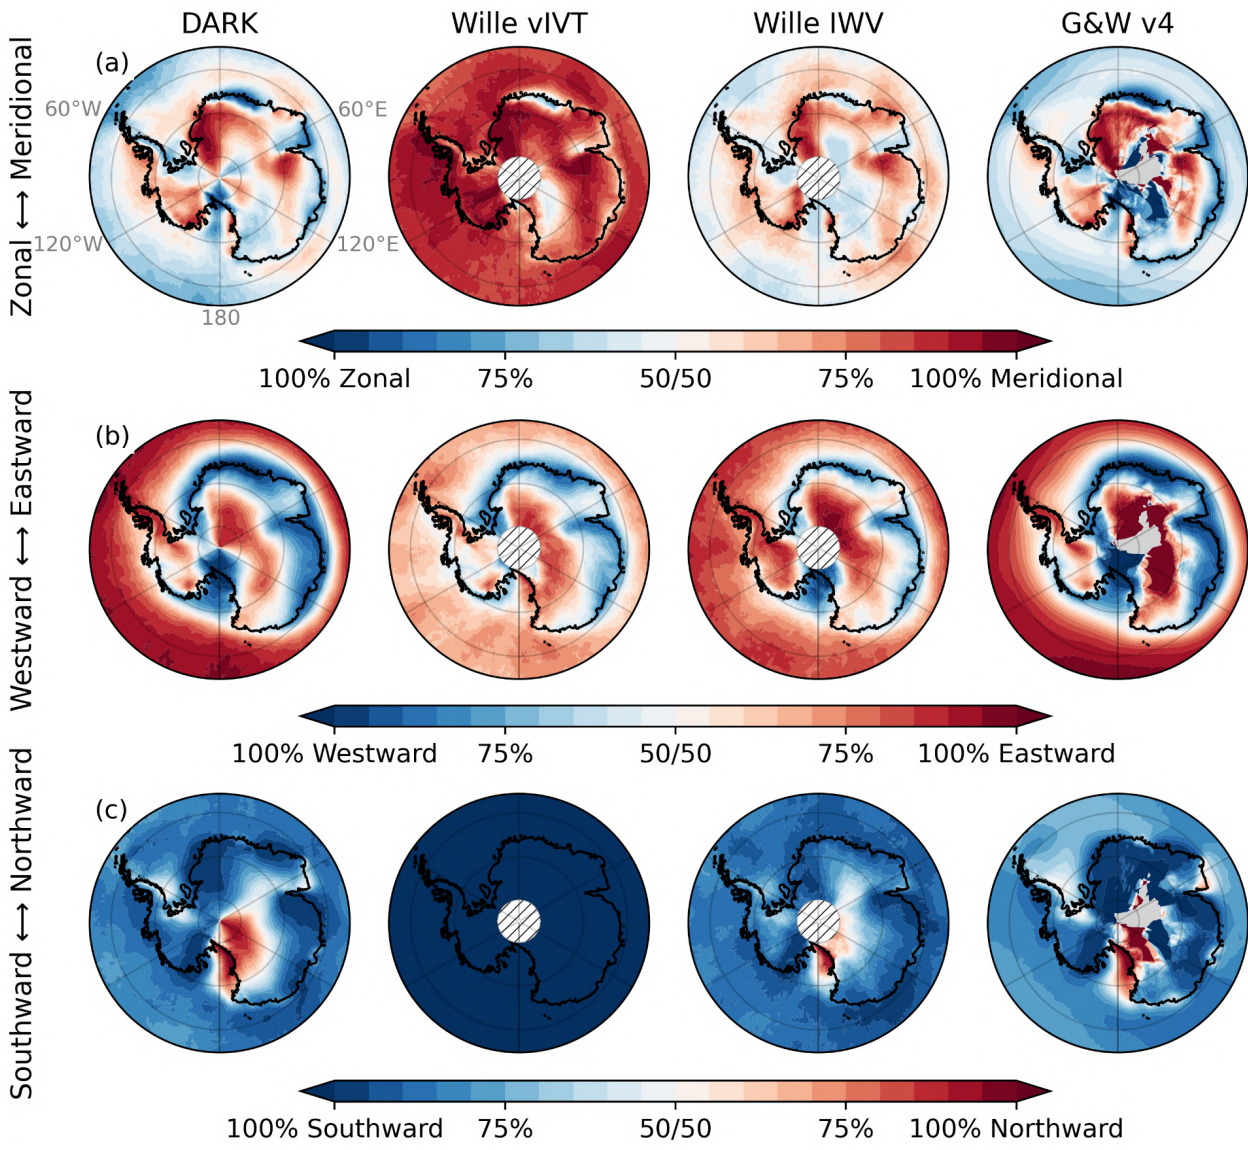 DARK
Wille vIVT
Wille IWV
G&W v4
Zonal ⟷ Meridional
(a)
60°W
60°E
120°W
120°E
180
100% Zonal
75%
50/50
75%
100% Meridional
Westward ⟷ Eastward
(b)
100% Westward
75%
50/50
75%
100% Eastward
Southward ⟷ Northward
(c)
100% Southward
75%
50/50
75%
100% Northward